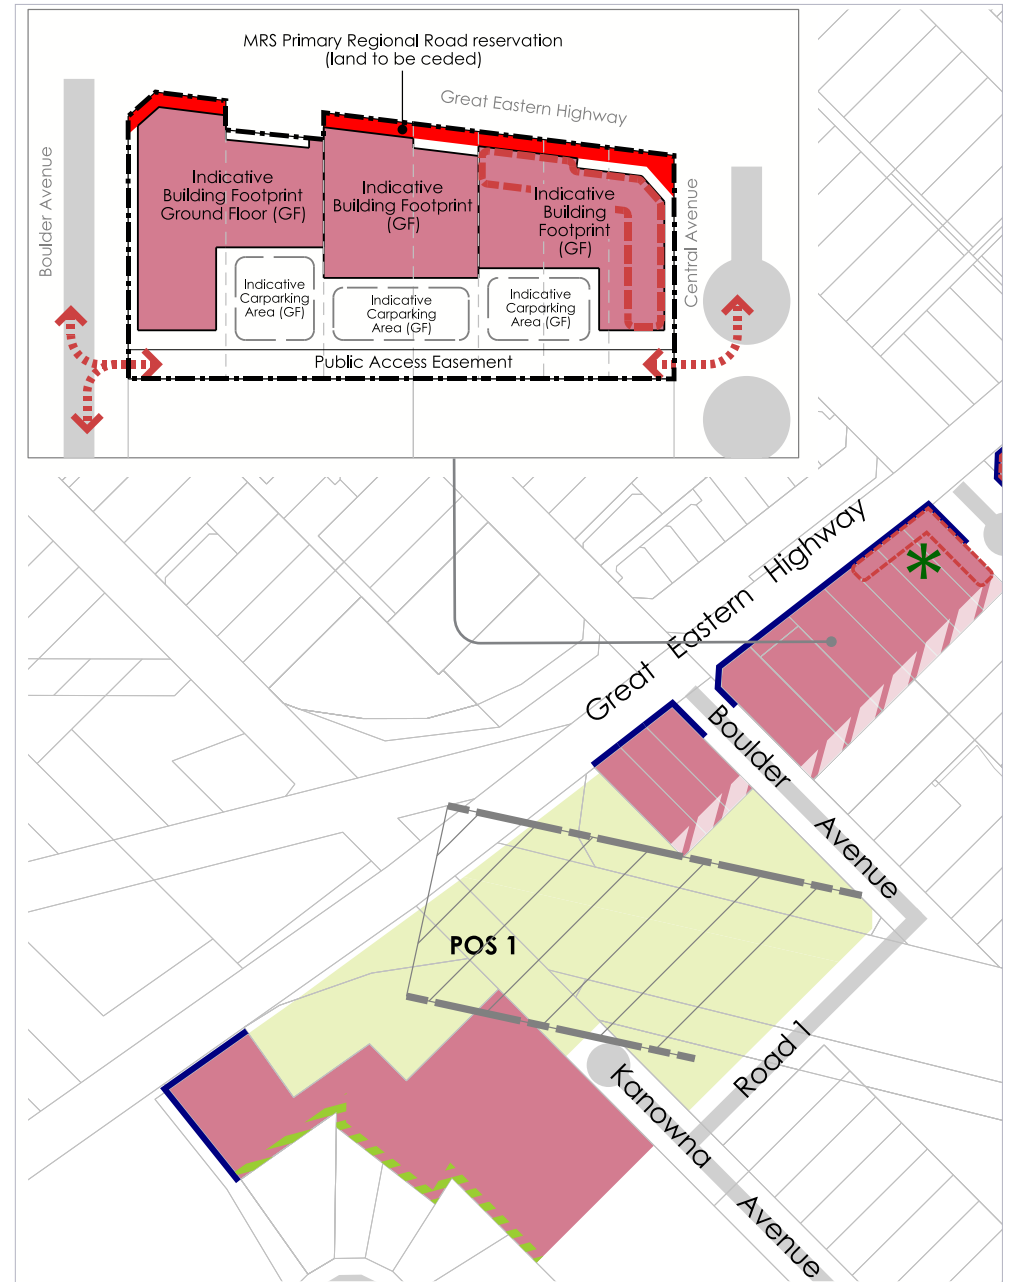 MRS Primary Regional Road reservation
(land to be ceded)
Great Eastern Highway
Boulder Avenue
Indicative
Building Footprint
Ground Floor (GF)
Indicative
Building Footprint
(GF)
Indicative
Building
Footprint
(GF)
Central Avenue
Indicative
Carparking
Area (GF)
Indicative
Carparking
Area (GF)
Indicative
Carparking
Area (GF)
Public Access Easement
Great Eastern Highway
*
Boulder Avenue
POS 1
Road 1
Kanowna Avenue